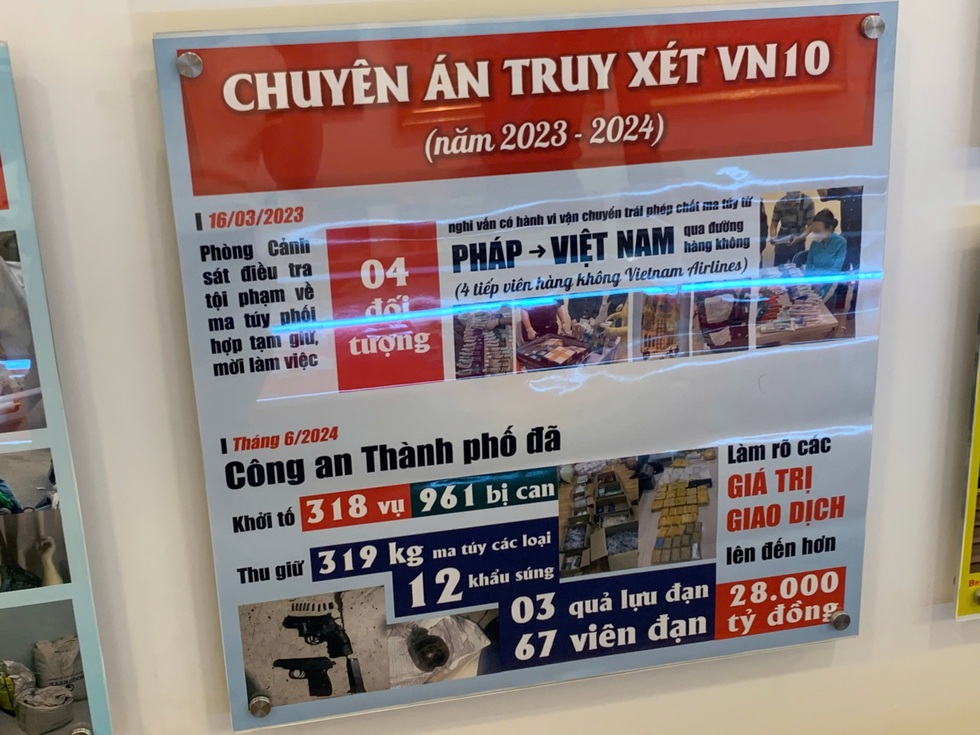 CHUYÊN ÁN TRUY XÉT VN10
(năm 2023 - 2024)
16/03/2023
Phòng Cảnh
sát điều tra
tội phạm về
ma túy phối
hợp tạm giữ,
mời làm việc
04
đối
tượng
nghi vấn có hành vi vận chuyển trái phép chất ma túy từ
PHÁP → VIỆT NAM
qua đường
hàng không
(4 tiếp viên hàng không Vietnam Airlines)
Tháng 6/2024
Công an Thành phố đã
Khởi tố 318 vụ 961 bị can
Thu giữ 319 kg ma túy các loại
12 khẩu súng
03 quả lựu đạn
67 viên đạn
Làm rõ các
GIÁ TRỊ
GIAO DỊCH
lên đến hơn
28.000
tỷ đồng